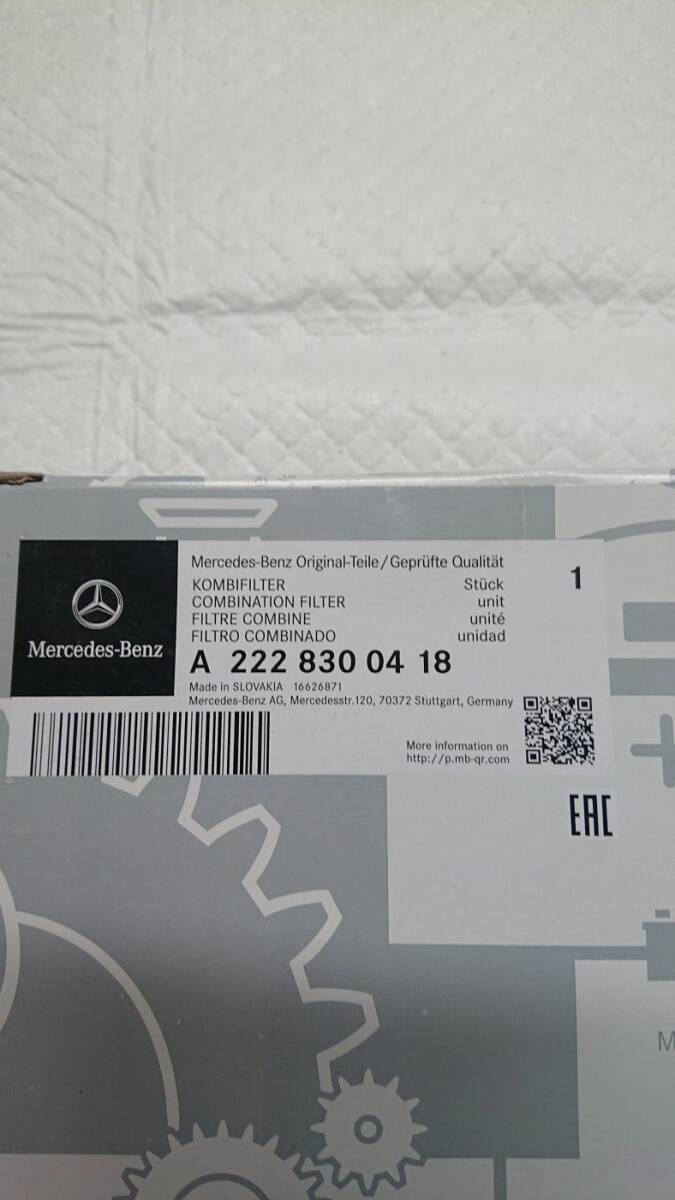 Mercedes-Benz
Mercedes-Benz Original-Teile/Geprüfte Qualität
KOMBIFILTER Stück 1
COMBINATION FILTER unit
FILTRE COMBINE unité
FILTRO COMBINADO unidad
A 222 830 04 18
Made in SLOVAKIA 16626871
Mercedes-Benz AG, Mercedesstr.120, 70372 Stuttgart, Germany
More information on
http://p.mb-qr.com
EAC
M